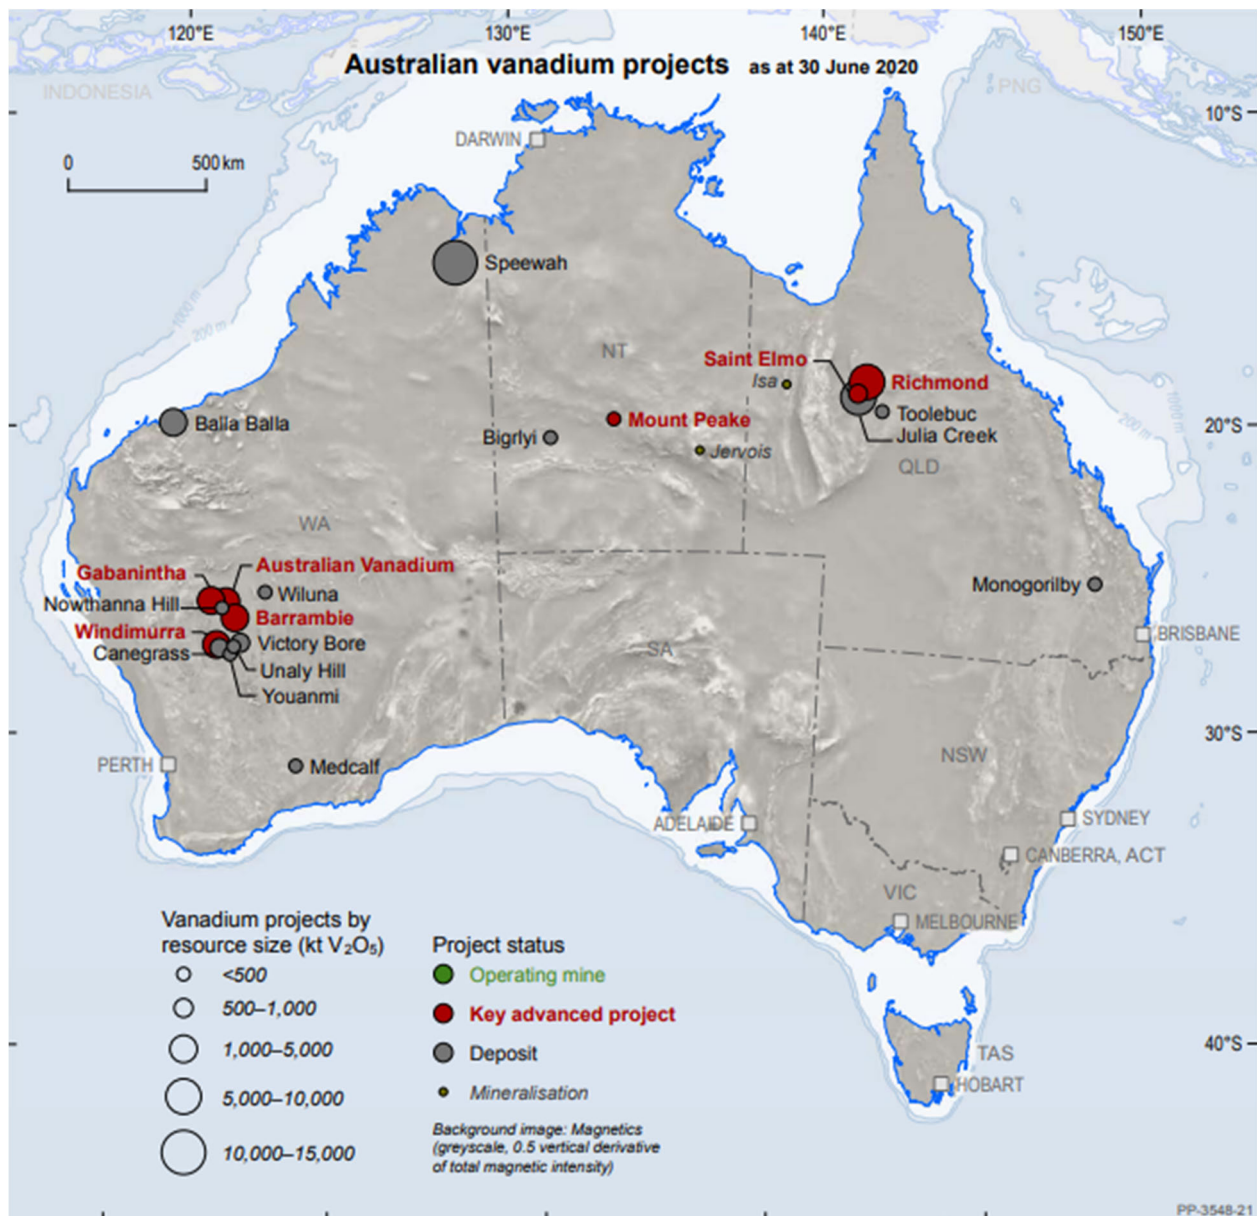 120°E
130°E
140°E
150°E
Australian vanadium projects as at 30 June 2020
INDONESIA
PNG
10°S
DARWIN
0 500 km
1000 m
200 m
Speewah
NT
Saint Elmo
Isa
Richmond
Toolebuc
Julia Creek
200 m
1000 m
20°S
Balla Balla
Mount Peake
Bigrlyi
Jervois
QLD
WA
Gabanintha
Australian Vanadium
Nowthanna Hill
Wiluna
Barrambie
Windimurra
Victory Bore
Canegrass
Unaly Hill
Youanmi
Monogorilby
BRISBANE
SA
30°S
PERTH
Medcalf
NSW
ADELAIDE
SYDNEY
CANBERRA, ACT
VIC
MELBOURNE
Vanadium projects by
resource size (kt V₂O₅)
<500
500–1,000
1,000–5,000
5,000–10,000
10,000–15,000
Project status
Operating mine
Key advanced project
Deposit
Mineralisation
Background image: Magnetics
(greyscale, 0.5 vertical derivative
of total magnetic intensity)
40°S
TAS
HOBART
PP-3548-21